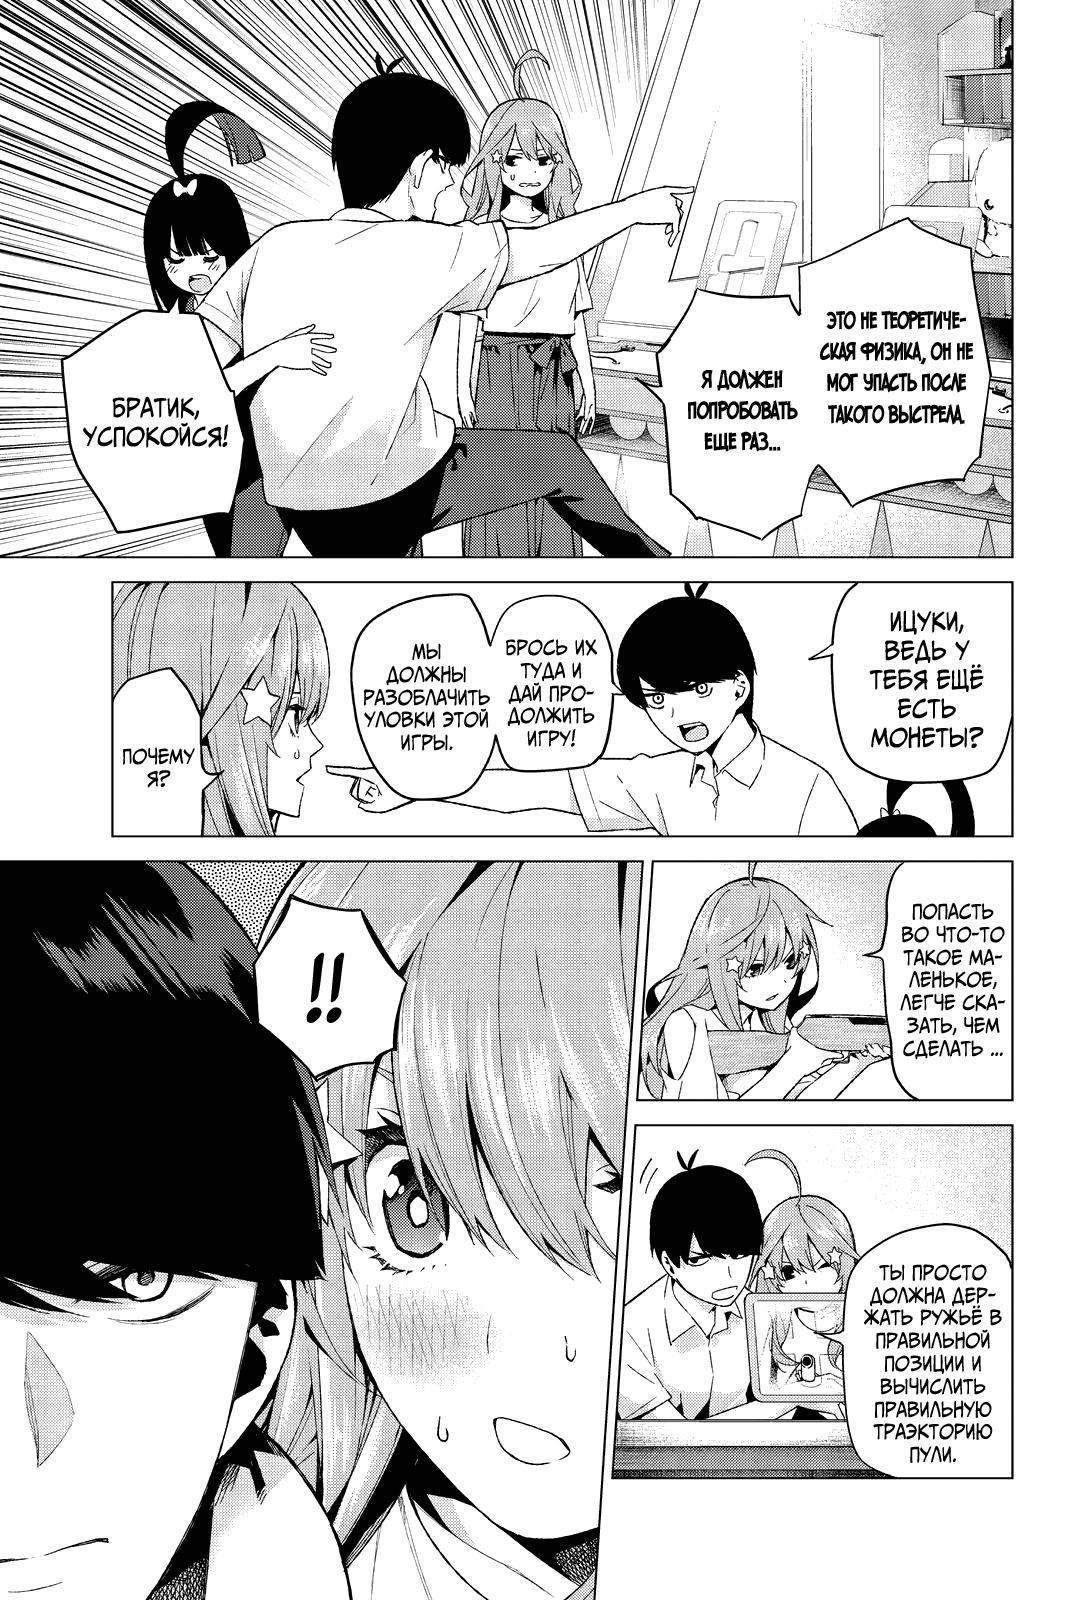 ЭТО НЕ ТЕОРЕТИЧЕ-
СКАЯ ФИЗИКА, ОН НЕ
МОГ УПАСТЬ ПОСЛЕ
ТАКОГО ВЫСТРЕЛА.
Я ДОЛЖЕН
ПОПРОБОВАТЬ
ЕЩЕ РАЗ...
БРАТИК,
УСПОКОЙСЯ!
ИЦУКИ,
ВЕДЬ У
ТЕБЯ ЕЩЁ
ЕСТЬ
МОНЕТЫ?
БРОСЬ ИХ
ТУДА И
ДАЙ ПРО-
ДОЛЖИТЬ
ИГРУ!
МЫ
ДОЛЖНЫ
РАЗОБЛАЧИТЬ
УЛОВКИ ЭТОЙ
ИГРЫ.
ПОЧЕМУ
Я?
ПОПАСТЬ
ВО ЧТО-ТО
ТАКОЕ МА-
ЛЕНЬКОЕ,
ЛЕГЧЕ СКА-
ЗАТЬ, ЧЕМ
СДЕЛАТЬ ...
ТЫ ПРОСТО
ДОЛЖНА ДЕР-
ЖАТЬ РУЖЬЁ В
ПРАВИЛЬНОЙ
ПОЗИЦИИ И
ВЫЧИСЛИТЬ
ПРАВИЛЬНУЮ
ТРАЭКТОРИЮ
ПУЛИ.
!!